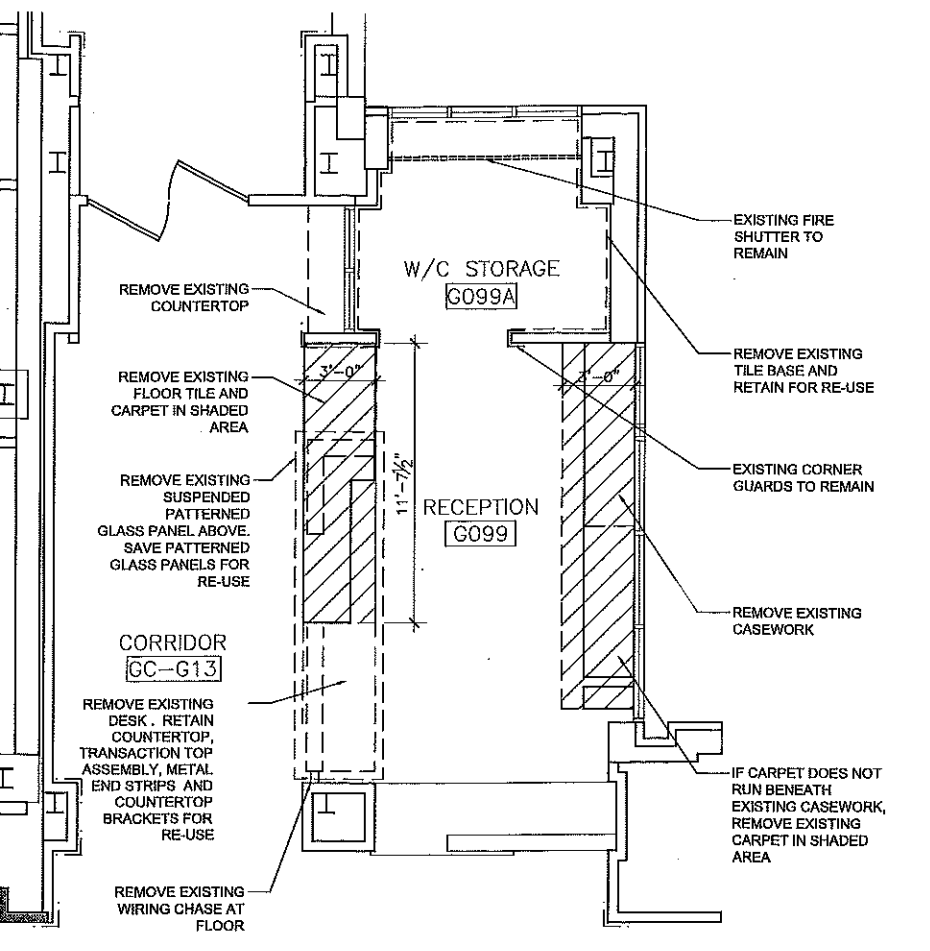 EXISTING FIRE
SHUTTER TO
REMAIN
W/C STORAGE
G099A
REMOVE EXISTING
COUNTERTOP
REMOVE EXISTING
TILE BASE AND
RETAIN FOR RE-USE
3'-0"
3'-0"
REMOVE EXISTING
FLOOR TILE AND
CARPET IN SHADED
AREA
EXISTING CORNER
GUARDS TO REMAIN
REMOVE EXISTING
SUSPENDED
PATTERNED
GLASS PANEL ABOVE.
SAVE PATTERNED
GLASS PANELS FOR
RE-USE
11'-7½"
RECEPTION
G099
REMOVE EXISTING
CASEWORK
CORRIDOR
GC-G13
REMOVE EXISTING
DESK . RETAIN
COUNTERTOP,
TRANSACTION TOP
ASSEMBLY, METAL
END STRIPS AND
COUNTERTOP
BRACKETS FOR
RE-USE
IF CARPET DOES NOT
RUN BENEATH
EXISTING CASEWORK,
REMOVE EXISTING
CARPET IN SHADED
AREA
REMOVE EXISTING
WIRING CHASE AT
FLOOR